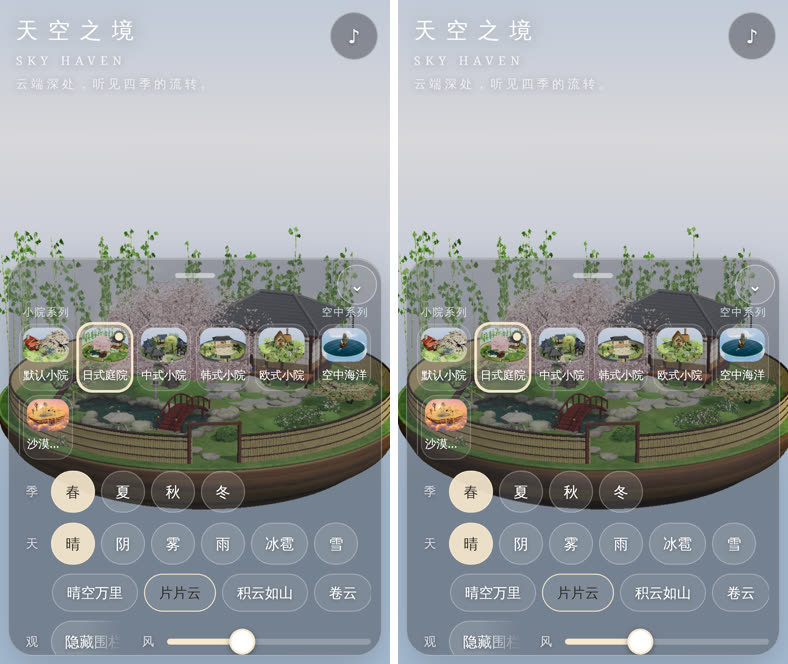 天空之境
SKY HAVEN
云端深处，听见四季的流转。
小院系列 空中系列
默认小院 日式庭院 中式小院 韩式小院 欧式小院 空中海洋
沙漠...
季 春 夏 秋 冬
天 晴 阴 雾 雨 冰雹 雪
晴空万里 片片云 积云如山 卷云
观 隐藏围栏 风
天空之境
SKY HAVEN
云端深处，听见四季的流转。
小院系列 空中系列
默认小院 日式庭院 中式小院 韩式小院 欧式小院 空中海洋
沙漠...
季 春 夏 秋 冬
天 晴 阴 雾 雨 冰雹 雪
晴空万里 片片云 积云如山 卷云
观 隐藏围栏 风